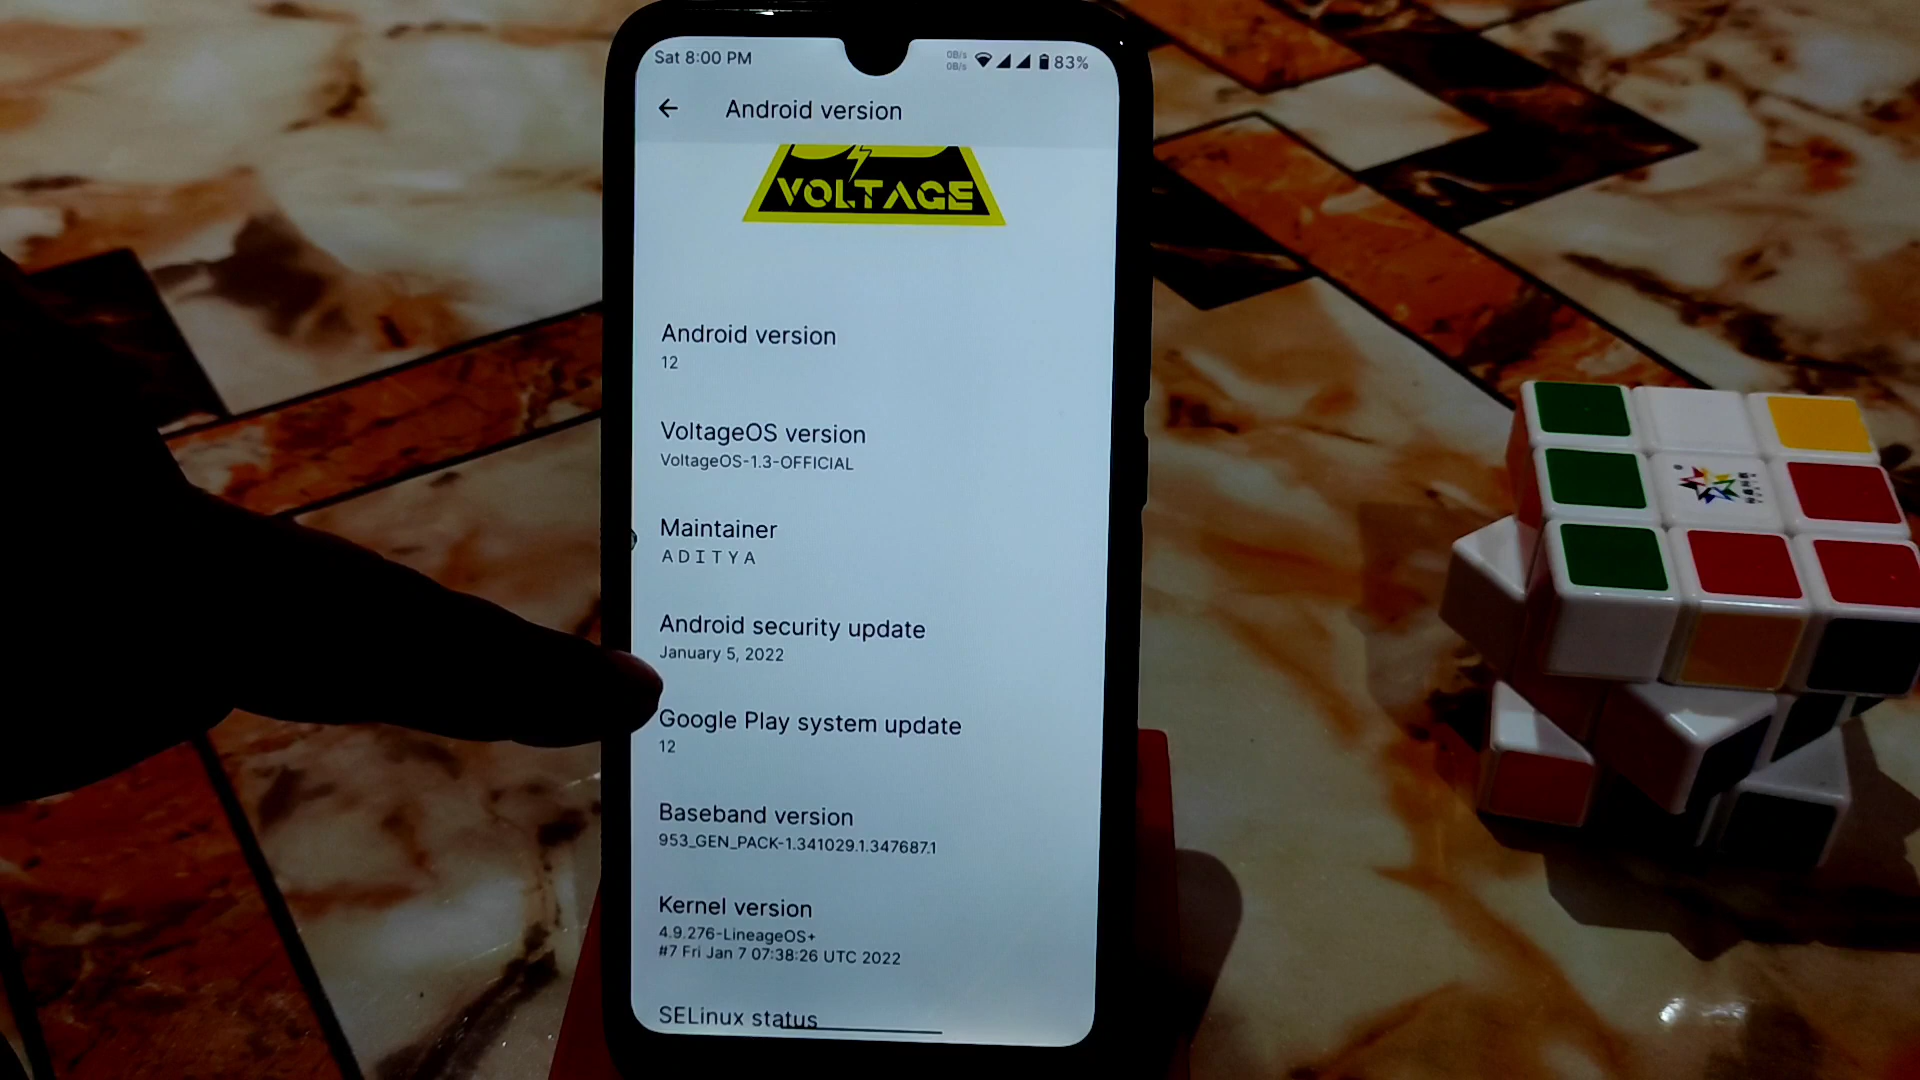 Sat 8:00 PM
0B/s
0B/s
83%
Android version
VOLTAGE
Android version
12
VoltageOS version
VoltageOS-1.3-OFFICIAL
Maintainer
ADITYA
Android security update
January 5, 2022
Google Play system update
12
Baseband version
953_GEN_PACK-1.341029.1.347687.1
Kernel version
4.9.276-LineageOS+
#7 Fri Jan 7 07:38:26 UTC 2022
SELinux status